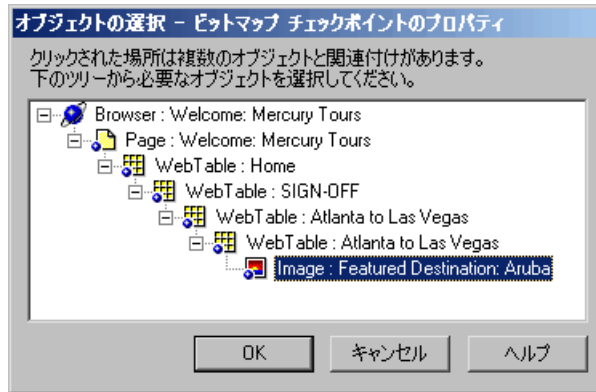 オブジェクトの選択 - ビットマップ チェックポイントのプロパティ
クリックされた場所は複数のオブジェクトと関連付けがあります。
下のツリーから必要なオブジェクトを選択してください。
Browser : Welcome: Mercury Tours
Page : Welcome: Mercury Tours
WebTable : Home
WebTable : SIGN-OFF
WebTable : Atlanta to Las Vegas
WebTable : Atlanta to Las Vegas
Image : Featured Destination: Aruba
OK キャンセル ヘルプ